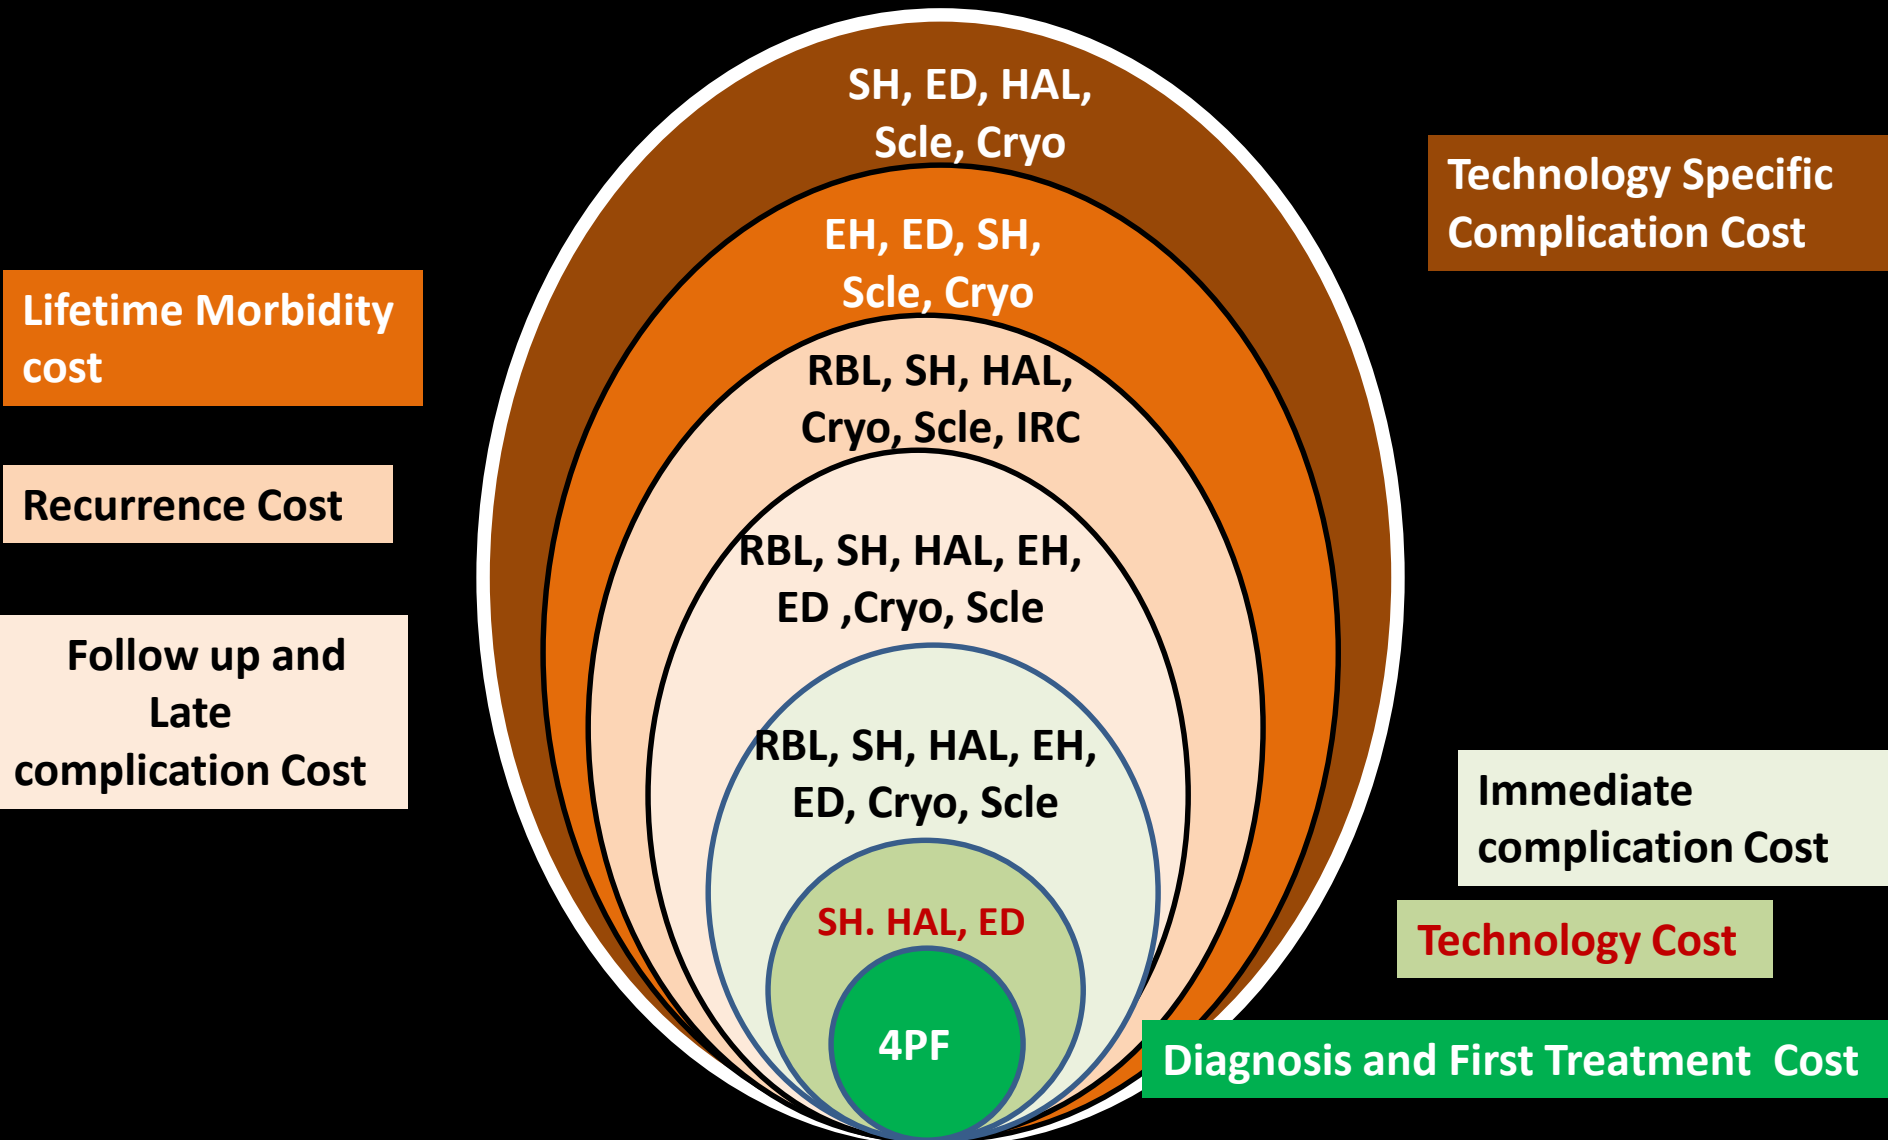 SH, ED, HAL,
Scle, Cryo
Technology Specific
Complication Cost
EH, ED, SH,
Scle, Cryo
Lifetime Morbidity
cost
RBL, SH, HAL,
Cryo, Scle, IRC
Recurrence Cost
RBL, SH, HAL, EH,
ED ,Cryo, Scle
Follow up and
Late
complication Cost
RBL, SH, HAL, EH,
ED, Cryo, Scle
Immediate
complication Cost
SH. HAL, ED
Technology Cost
4PF
Diagnosis and First Treatment  Cost